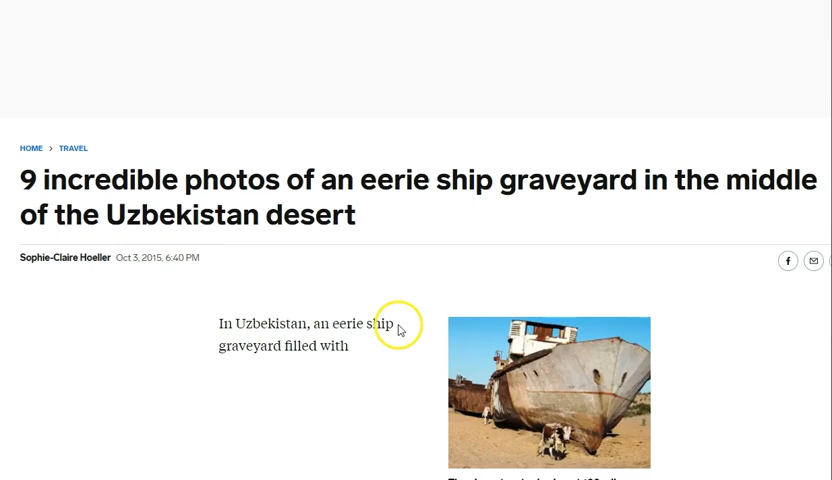 HOME > TRAVEL
9 incredible photos of an eerie ship graveyard in the middle
of the Uzbekistan desert
Sophie-Claire Hoeller Oct 3, 2015, 6:40 PM
In Uzbekistan, an eerie ship
graveyard filled with